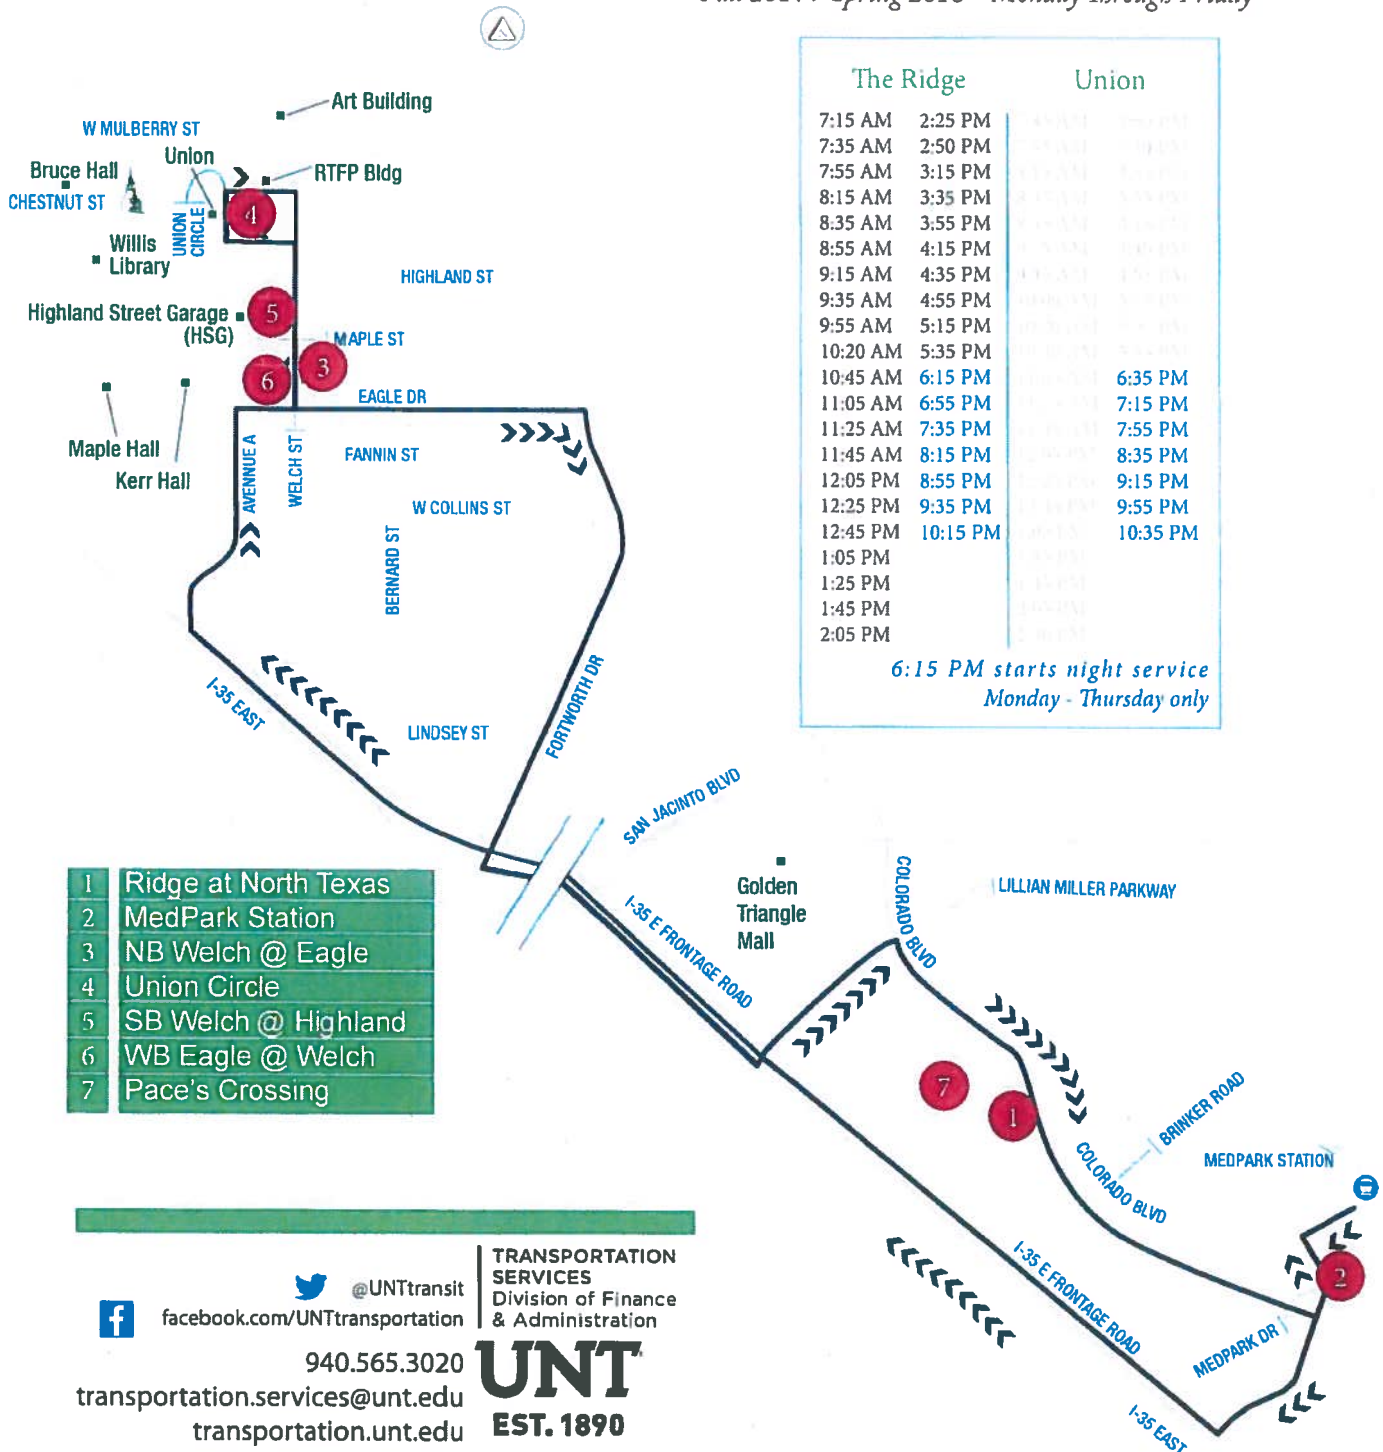 The Ridge Union
7:15 AM 2:25 PM
7:35 AM 2:50 PM
7:55 AM 3:15 PM
8:15 AM 3:35 PM
8:35 AM 3:55 PM
8:55 AM 4:15 PM
9:15 AM 4:35 PM
9:35 AM 4:55 PM
9:55 AM 5:15 PM
10:20 AM 5:35 PM
10:45 AM 6:15 PM 6:35 PM
11:05 AM 6:55 PM 7:15 PM
11:25 AM 7:35 PM 7:55 PM
11:45 AM 8:15 PM 8:35 PM
12:05 PM 8:55 PM 9:15 PM
12:25 PM 9:35 PM 9:55 PM
12:45 PM 10:15 PM 10:35 PM
1:05 PM
1:25 PM
1:45 PM
2:05 PM
6:15 PM starts night service
Monday - Thursday only
Art Building
W MULBERRY ST
Union
Bruce Hall
RTFP Bldg
CHESTNUT ST
4
UNION
CIRCLE
Willis
Library
HIGHLAND ST
Highland Street Garage
(HSG)
5
MAPLE ST
3
6
EAGLE DR
Maple Hall
Kerr Hall
AVENNUE A
WELCH ST
FANNIN ST
W COLLINS ST
BERNARD ST
I-35 EAST
LINDSEY ST
FORTWORTH DR
SAN JACINTO BLVD
Golden
Triangle
Mall
COLORADO BLVD
LILLIAN MILLER PARKWAY
I-35 E FRONTAGE ROAD
7
1
BRINKER ROAD
COLORADO BLVD
MEDPARK STATION
2
I-35 E FRONTAGE ROAD
MEDPARK DR
I-35 EAST
1 Ridge at North Texas
2 MedPark Station
3 NB Welch @ Eagle
4 Union Circle
5 SB Welch @ Highland
6 WB Eagle @ Welch
7 Pace's Crossing
@UNTtransit
facebook.com/UNTtransportation
940.565.3020
transportation.services@unt.edu
transportation.unt.edu
TRANSPORTATION
SERVICES
Division of Finance
& Administration
UNT
EST. 1890